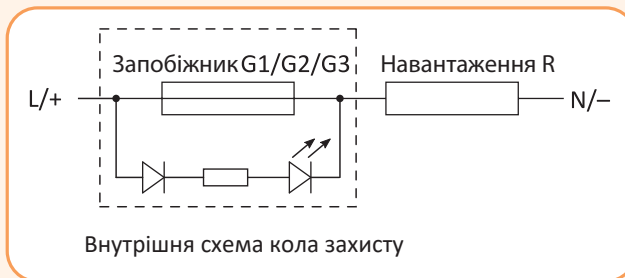 Запобіжник G1/G2/G3
Навантаження R
L/+
N/–
Внутрішня схема кола захисту